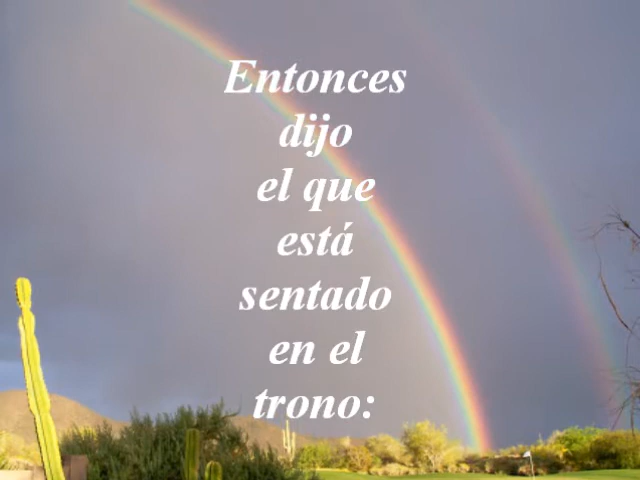 Entonces
dijo
el que
está
sentado
en el
trono: